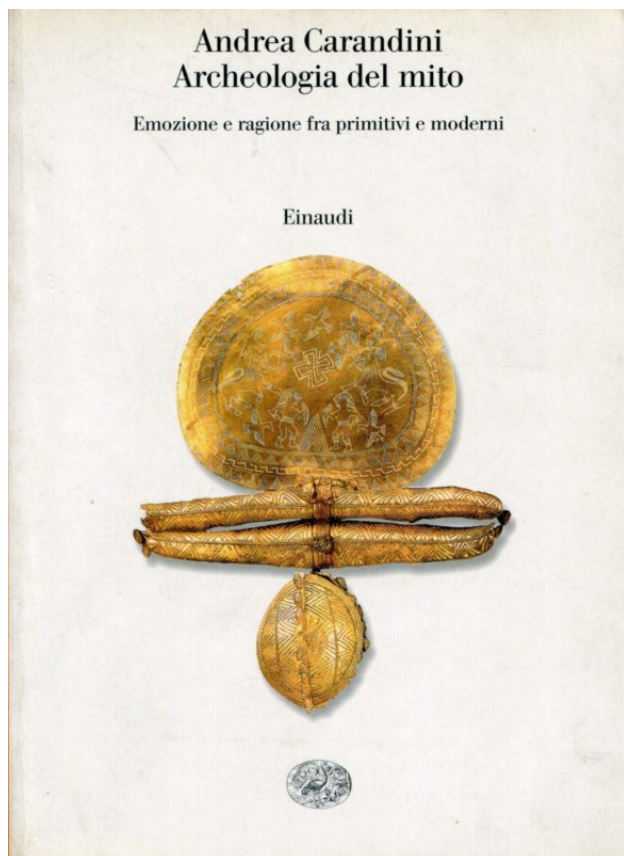 Andrea Carandini
Archeologia del mito
Emozione e ragione fra primitivi e moderni
Einaudi